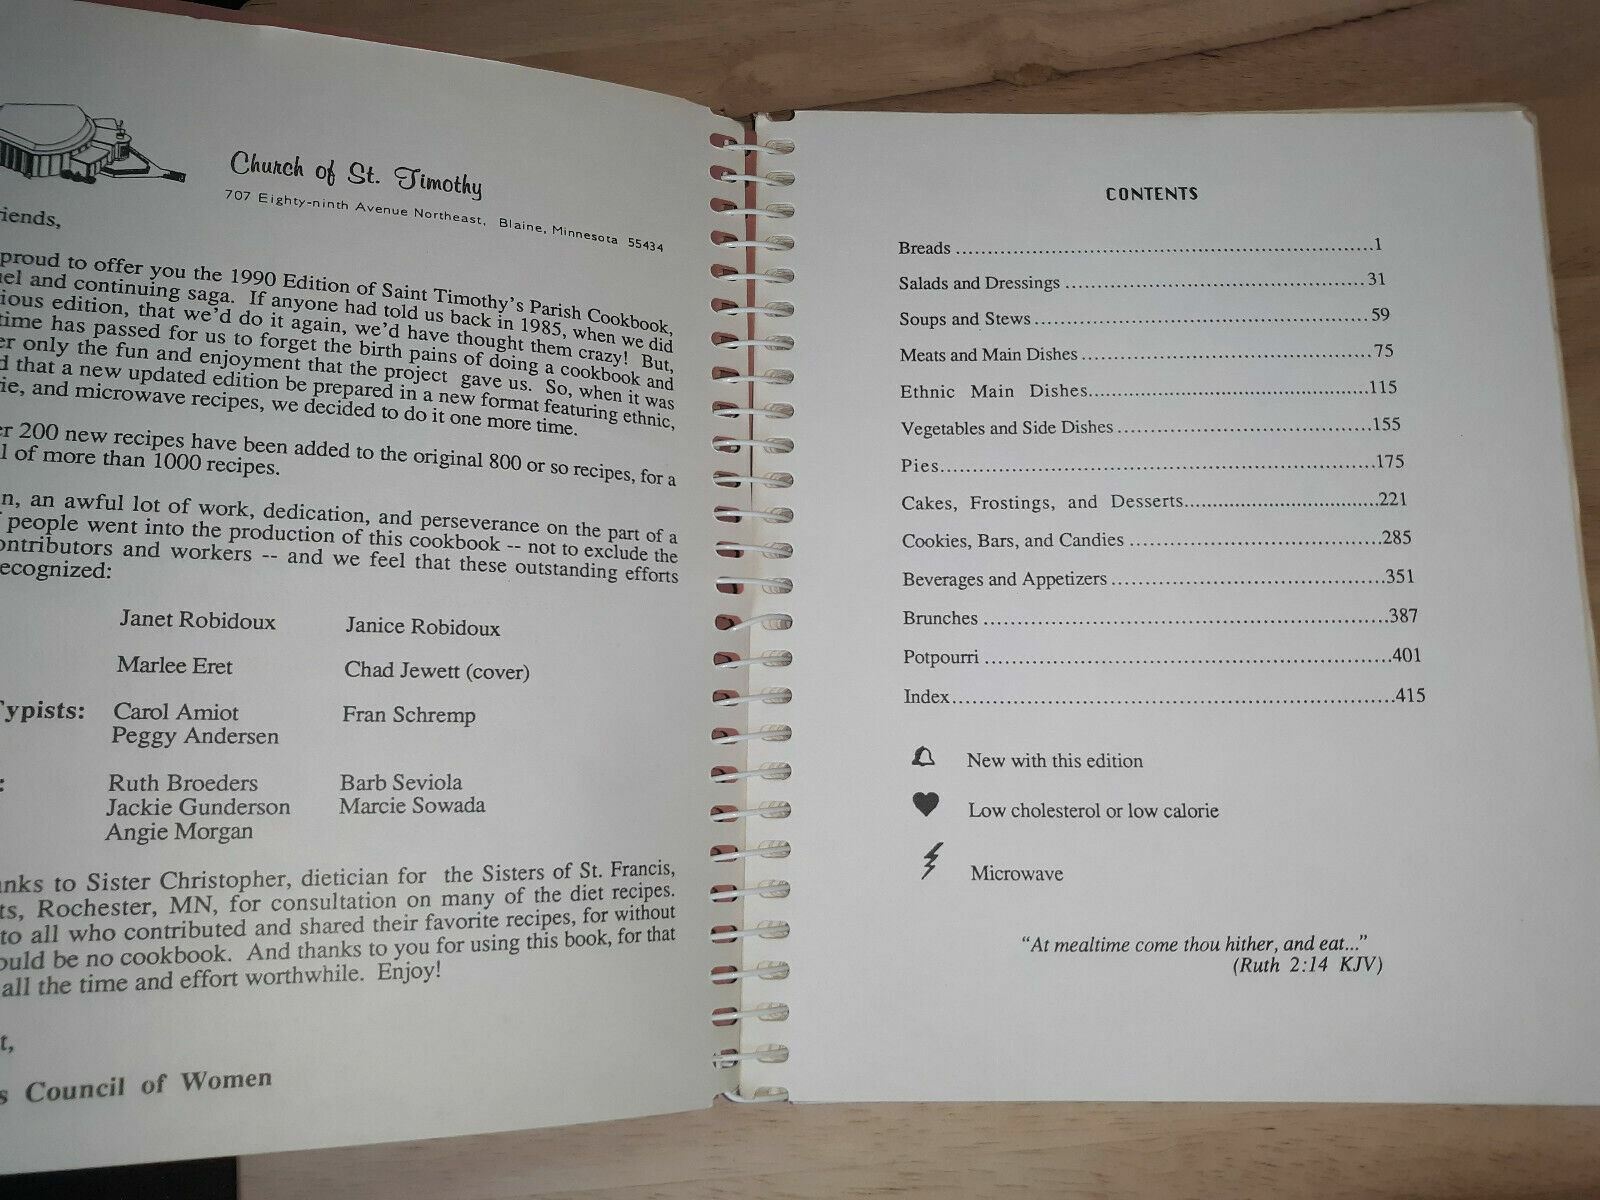 Church of St. Timothy
707 Eighty-ninth Avenue Northeast, Blaine, Minnesota 55434
proud to offer you the 1990 Edition of Saint Timothy's Parish Cookbook,
and continuing saga. If anyone had told us back in 1985, when we did
edition, that we'd do it again, we'd have thought them crazy! But,
time has passed for us to forget the birth pains of doing a cookbook and
only the fun and enjoyment that the project gave us. So, when it was
that a new updated edition be prepared in a new format featuring ethnic,
and microwave recipes, we decided to do it one more time.
200 new recipes have been added to the original 800 or so recipes, for a
of more than 1000 recipes.
an awful lot of work, dedication, and perseverance on the part of a
people went into the production of this cookbook -- not to exclude the
and workers -- and we feel that these outstanding efforts
Janet Robidoux Janice Robidoux
Marlee Eret Chad Jewett (cover)
Typists: Carol Amiot Fran Schremp
Peggy Andersen
: Ruth Broeders Barb Seviola
Jackie Gunderson Marcie Sowada
Angie Morgan
to Sister Christopher, dietician for the Sisters of St. Francis,
Rochester, MN, for consultation on many of the diet recipes.
to all who contributed and shared their favorite recipes, for without
be no cookbook. And thanks to you for using this book, for that
all the time and effort worthwhile. Enjoy!
Council of Women
CONTENTS
Breads ................................................................1
Salads and Dressings ................................................31
Soups and Stews ....................................................59
Meats and Main Dishes .............................................75
Ethnic Main Dishes............................................115
Vegetables and Side Dishes ........................................155
Pies.................................................................175
Cakes, Frostings, and Desserts..............................221
Cookies, Bars, and Candies ......................................285
Beverages and Appetizers .........................................351
Brunches .............................................................387
Potpourri .............................................................401
Index..................................................................415
New with this edition
Low cholesterol or low calorie
Microwave
"At mealtime come thou hither, and eat..."
(Ruth 2:14 KJV)